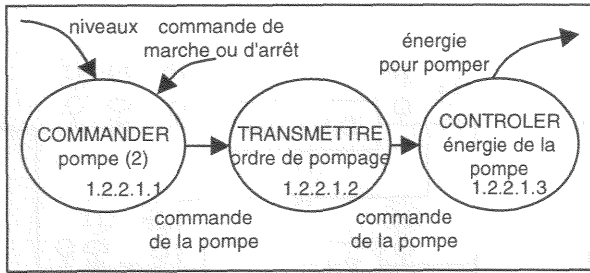 niveaux
commande de
marche ou d'arrêt
énergie
pour pomper
COMMANDER
pompe (2)
1.2.2.1.1
TRANSMETTRE
ordre de pompage
1.2.2.1.2
CONTROLER
énergie de la
pompe
1.2.2.1.3
commande
de la pompe
commande
de la pompe